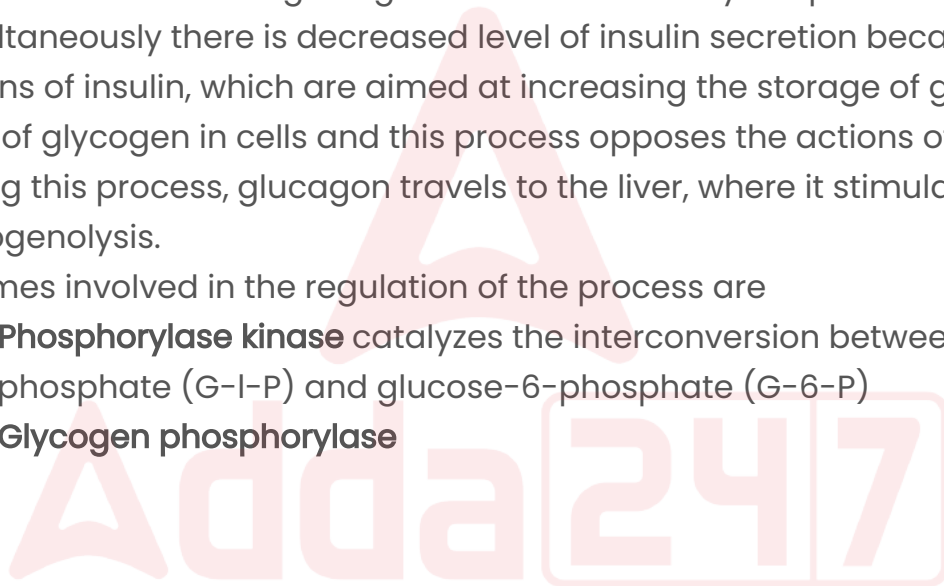 ltaneously there is decreased level of insulin secretion beca
ns of insulin, which are aimed at increasing the storage of g
of glycogen in cells and this process opposes the actions o
g this process, glucagon travels to the liver, where it stimula
ogenolysis.
mes involved in the regulation of the process are
Phosphorylase kinase catalyzes the interconversion betwee
phosphate (G-l-P) and glucose-6-phosphate (G-6-P)
Glycogen phosphorylase
Adda247